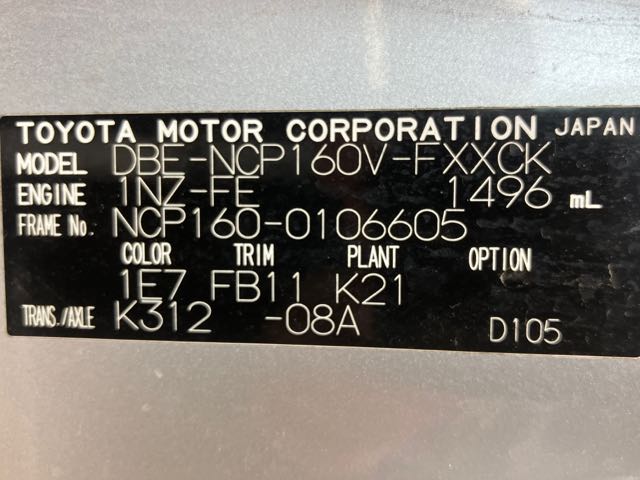 TOYOTA MOTOR CORPORATION JAPAN
MODEL DBE-NCP160V-FXXCK
ENGINE 1NZ-FE 1496 mL
FRAME No. NCP160-0106605
COLOR TRIM PLANT OPTION
1E7 FB11 K21
TRANS./AXLE K312 -08A D105